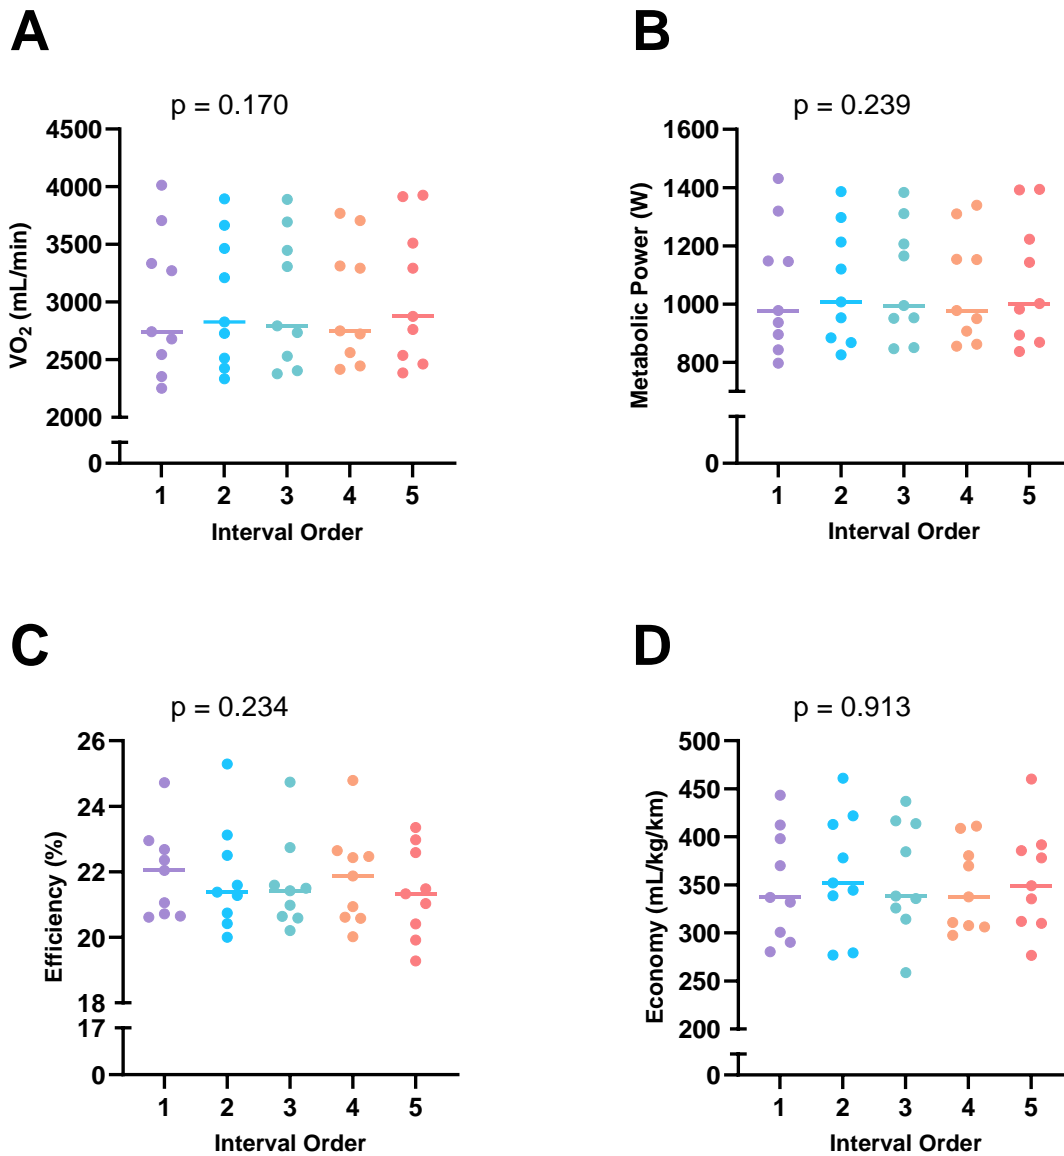 A
p = 0.170
4500
4000
3500
3000
2500
2000
0
VO2 (mL/min)
1 2 3 4 5
Interval Order
B
p = 0.239
1600
1400
1200
1000
800
0
Metabolic Power (W)
1 2 3 4 5
Interval Order
C
p = 0.234
26
24
22
20
18
17
0
Efficiency (%)
1 2 3 4 5
Interval Order
D
p = 0.913
500
450
400
350
300
250
200
0
Economy (mL/kg/km)
1 2 3 4 5
Interval Order